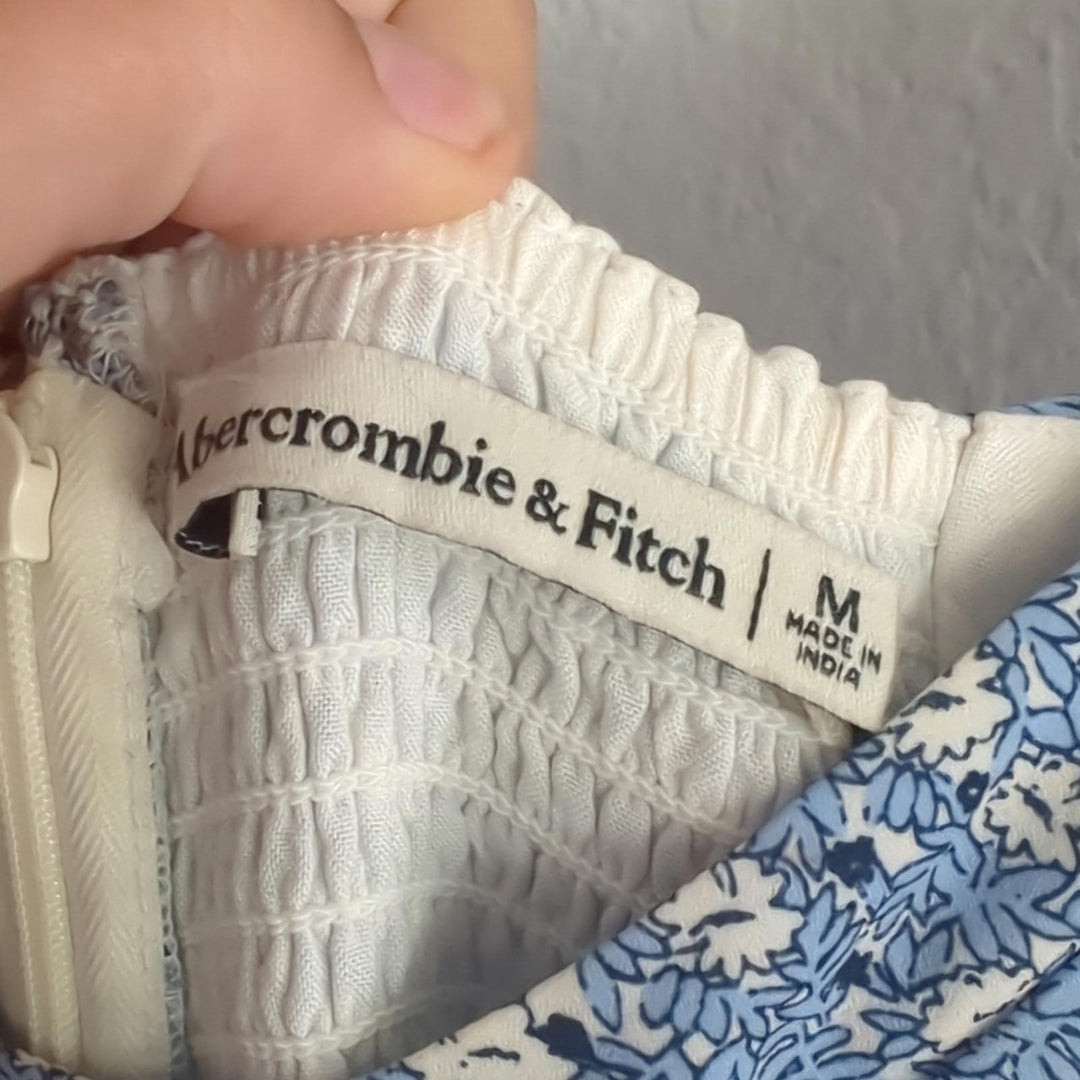 Abercrombie & Fitch | M
MADE IN
INDIA